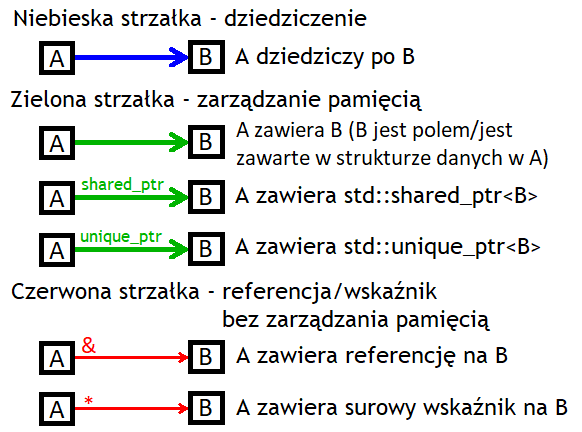 Niebieska strzałka - dziedziczenie
A B A dziedziczy po B
Zielona strzałka - zarządzanie pamięcią
A B A zawiera B (B jest polem/jest
zawarte w strukturze danych w A)
A shared_ptr B A zawiera std::shared_ptr<B>
A unique_ptr B A zawiera std::unique_ptr<B>
Czerwona strzałka - referencja/wskaźnik
bez zarządzania pamięcią
A & B A zawiera referencję na B
A * B A zawiera surowy wskaźnik na B